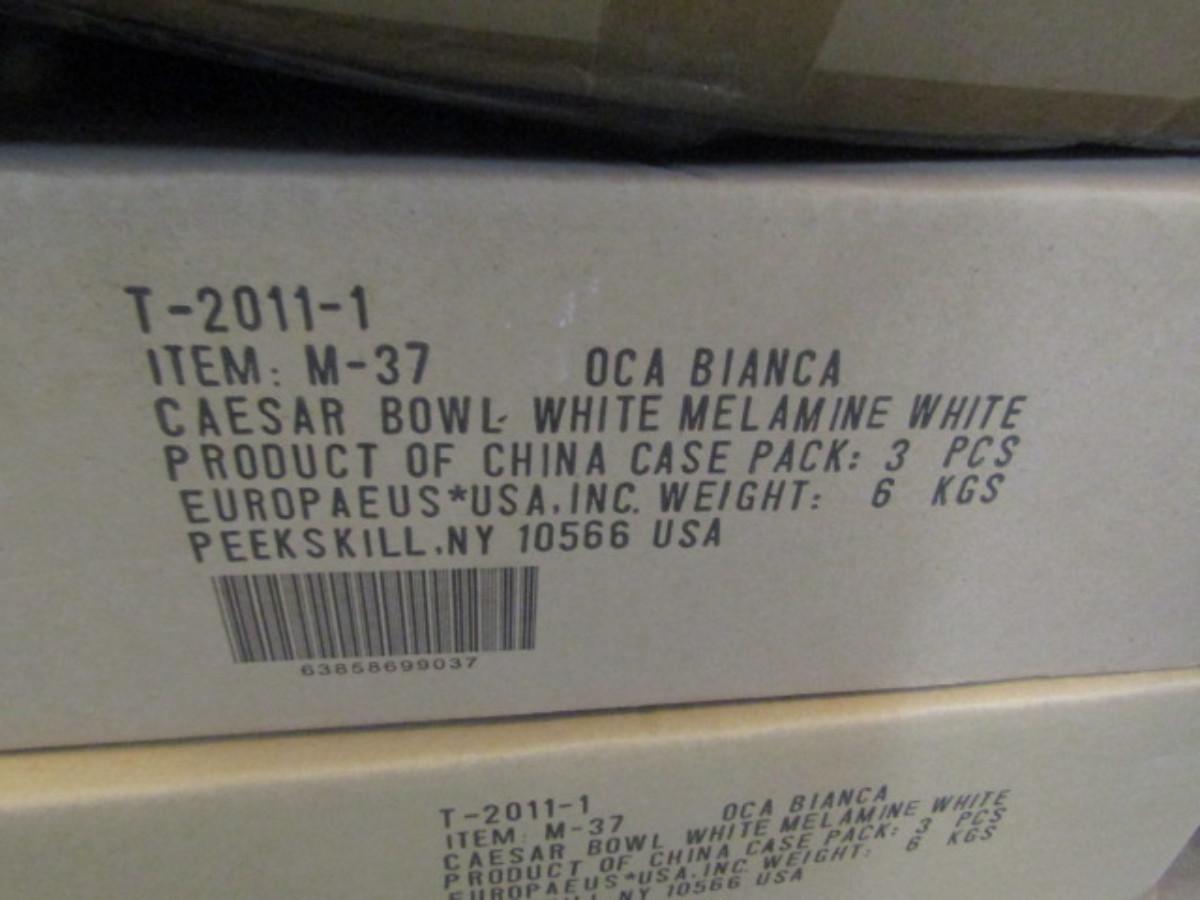 T-2011-1
ITEM: M-37 OCA BIANCA
CAESAR BOWL WHITE MELAMINE WHITE
PRODUCT OF CHINA CASE PACK: 3 PCS
EUROPAEUS*USA.INC. WEIGHT: 6 KGS
PEEKSKILL.NY 10566 USA
63858699037
T-2011-1 OCA BIANCA
ITEM: M-37
CAESAR BOWL WHITE MELAMINE WHITE
PRODUCT OF CHINA CASE PACK: 3 PCS
EUROPAEUS*USA.INC. WEIGHT: 6 KGS
NY 10566 USA